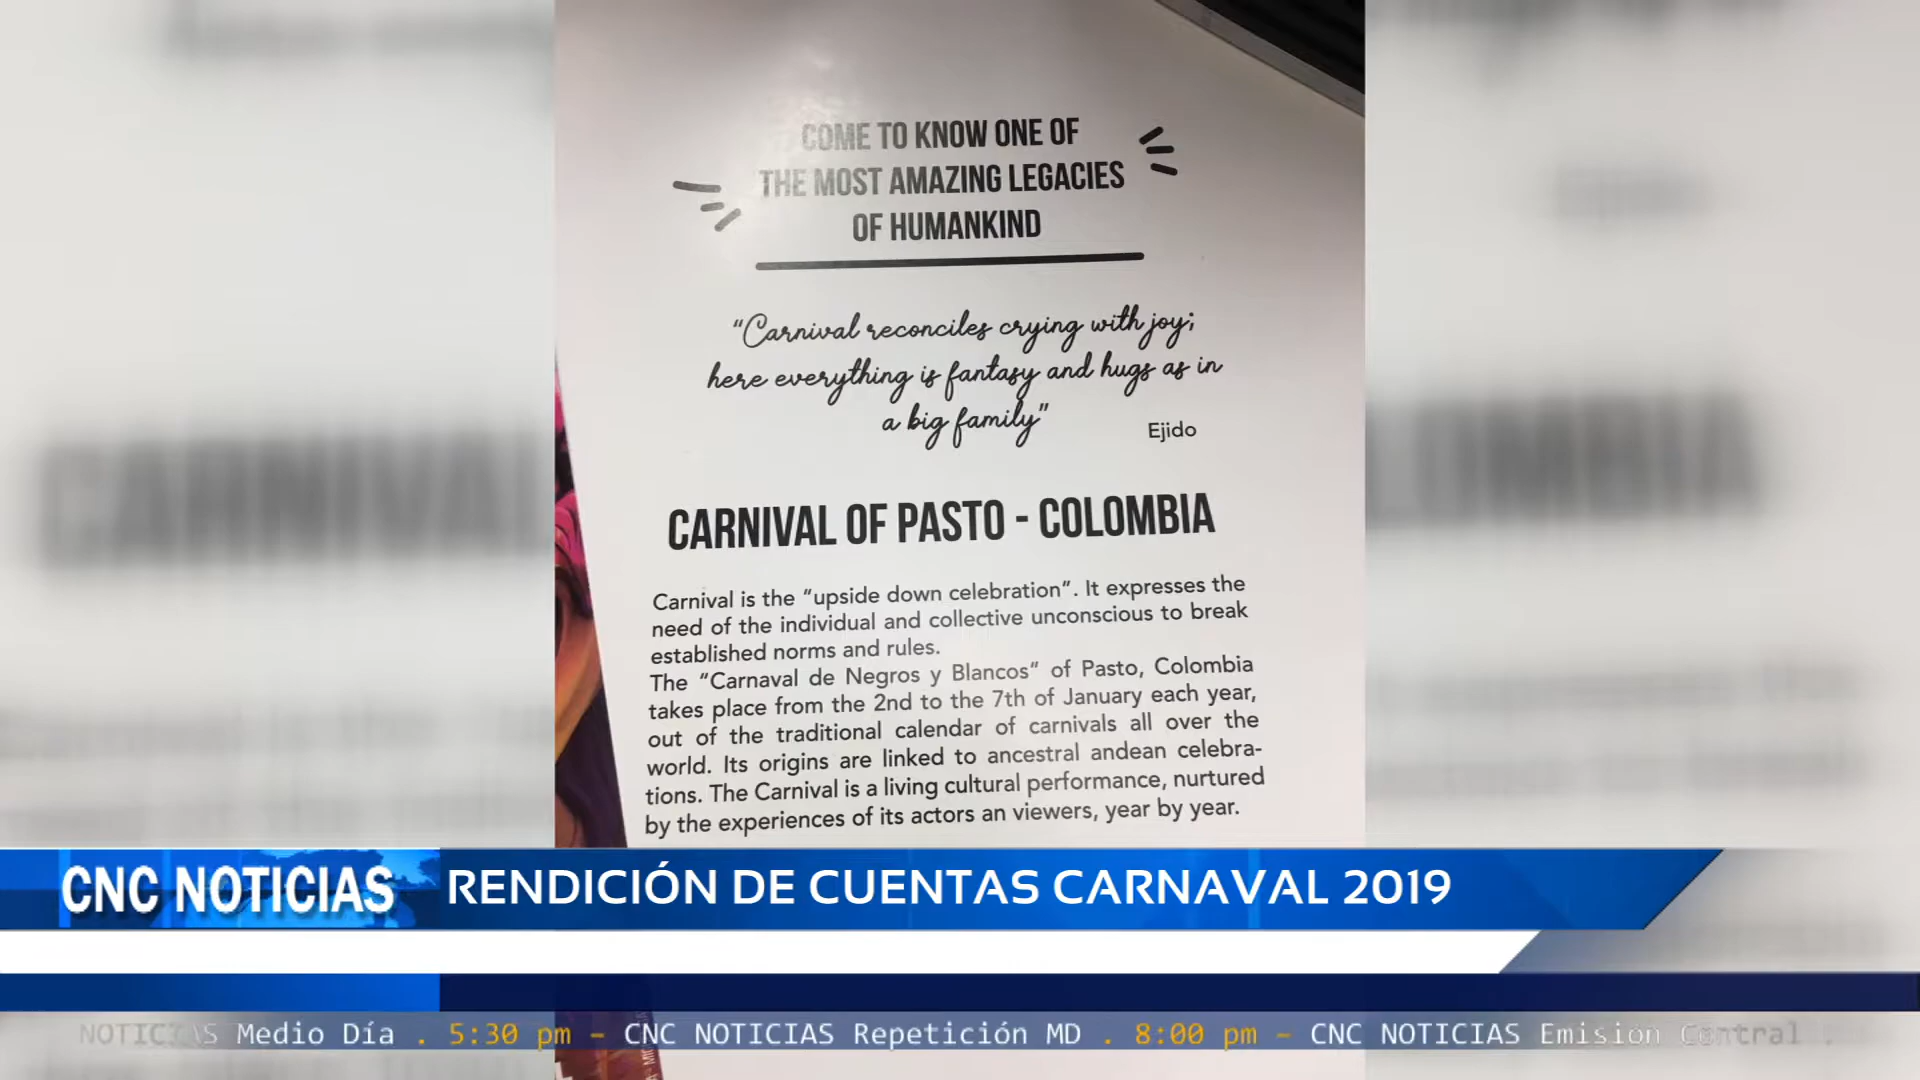 COME TO KNOW ONE OF
THE MOST AMAZING LEGACIES
OF HUMANKIND
“Carnival reconciles crying with joy;
here everything is fantasy and hugs as in
a big family”
Ejido
CARNIVAL OF PASTO - COLOMBIA
Carnival is the “upside down celebration”. It expresses the
need of the individual and collective unconscious to break
established norms and rules.
The “Carnaval de Negros y Blancos” of Pasto, Colombia
takes place from the 2nd to the 7th of January each year,
out of the traditional calendar of carnivals all over the
world. Its origins are linked to ancestral andean celebra-
tions. The Carnival is a living cultural performance, nurtured
by the experiences of its actors an viewers, year by year.
CNC NOTICIAS
RENDICIÓN DE CUENTAS CARNAVAL 2019
NOTICIAS Medio Día . 5:30 pm – CNC NOTICIAS Repetición MD . 8:00 pm – CNC NOTICIAS Emisión Central .